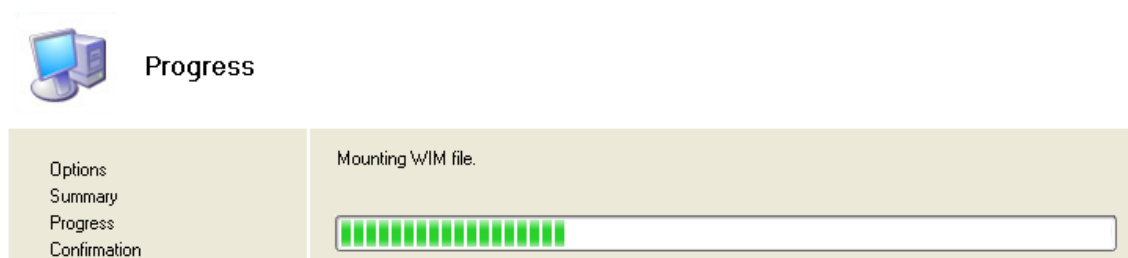 Progress
Options
Summary
Progress
Confirmation
Mounting WIM file.